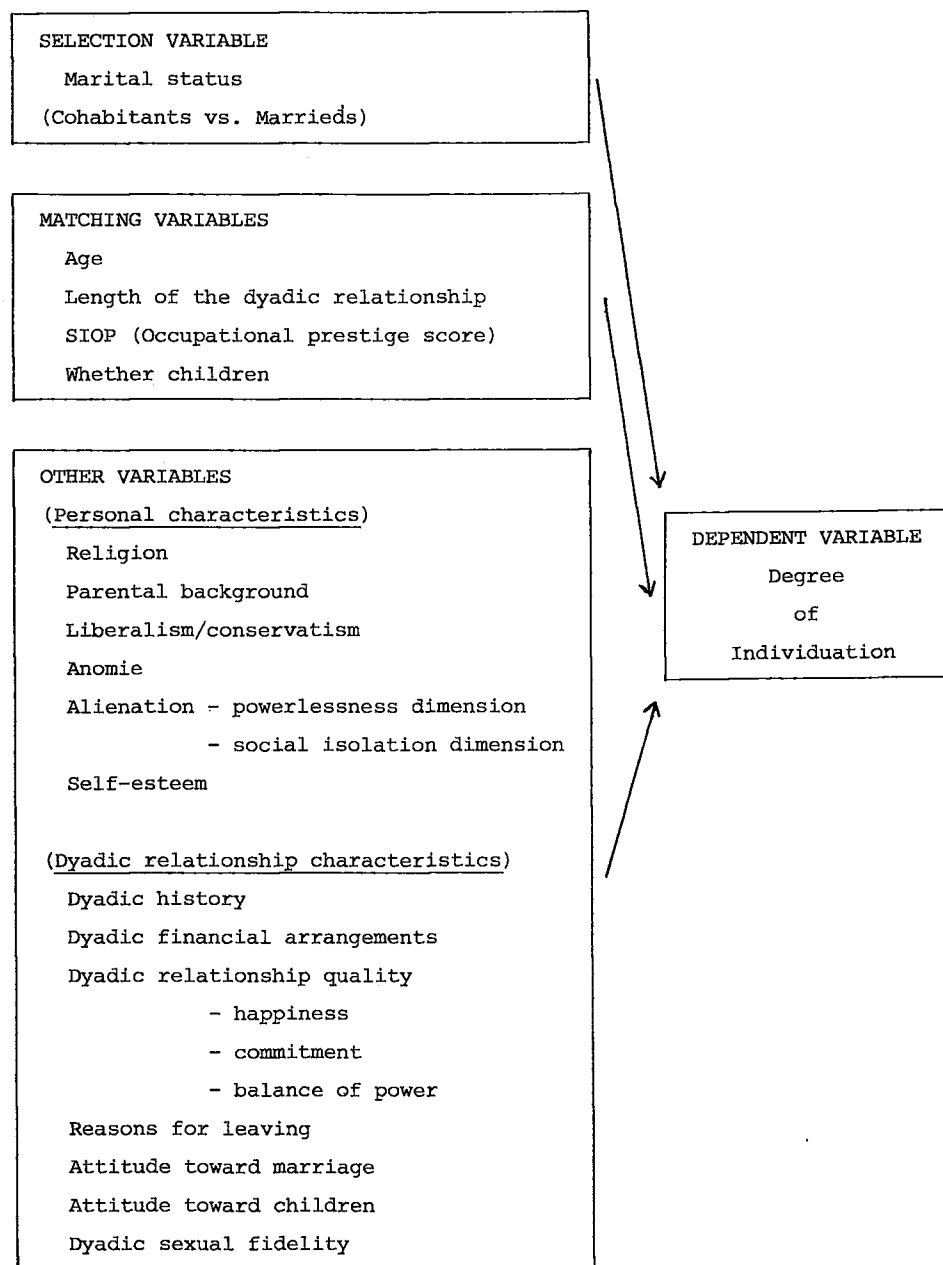 SELECTION VARIABLE
Marital status
(Cohabitants vs. Marrieds)
MATCHING VARIABLES
Age
Length of the dyadic relationship
SIOP (Occupational prestige score)
Whether children
OTHER VARIABLES
(Personal characteristics)
Religion
Parental background
Liberalism/conservatism
Anomie
Alienation - powerlessness dimension
- social isolation dimension
Self-esteem
(Dyadic relationship characteristics)
Dyadic history
Dyadic financial arrangements
Dyadic relationship quality
- happiness
- commitment
- balance of power
Reasons for leaving
Attitude toward marriage
Attitude toward children
Dyadic sexual fidelity
DEPENDENT VARIABLE
Degree
of
Individuation